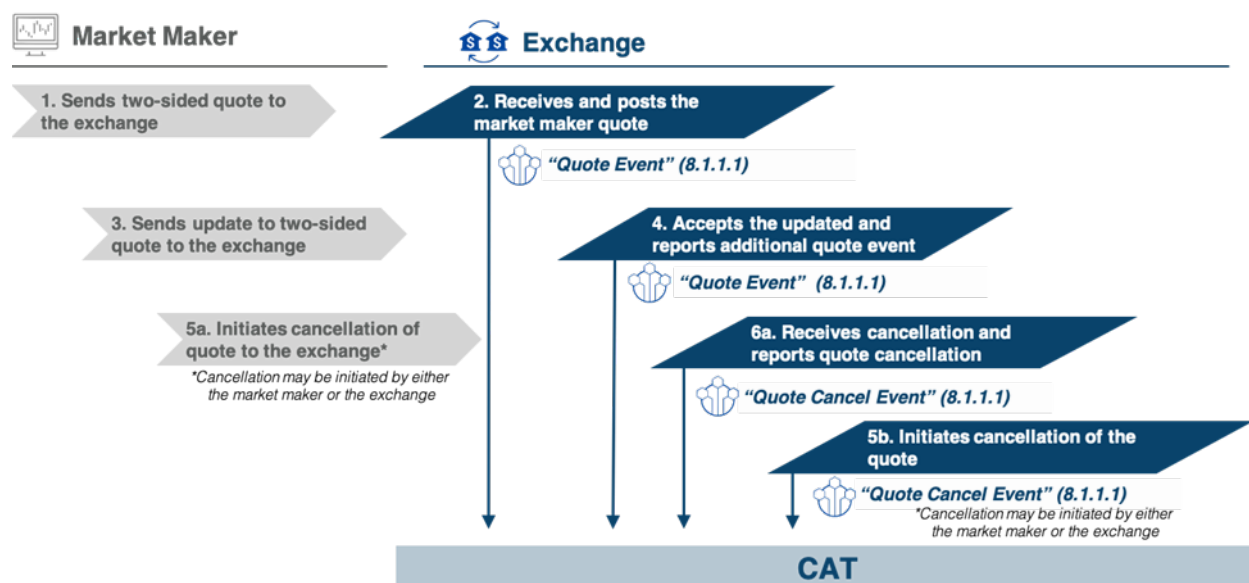 Market Maker
Exchange
1. Sends two-sided quote to
the exchange
2. Receives and posts the
market maker quote
“Quote Event” (8.1.1.1)
3. Sends update to two-sided
quote to the exchange
4. Accepts the updated and
reports additional quote event
“Quote Event” (8.1.1.1)
5a. Initiates cancellation of
quote to the exchange*
*Cancellation may be initiated by either
the market maker or the exchange
6a. Receives cancellation and
reports quote cancellation
“Quote Cancel Event” (8.1.1.1)
5b. Initiates cancellation of the
quote
“Quote Cancel Event” (8.1.1.1)
*Cancellation may be initiated by either
the market maker or the exchange
CAT